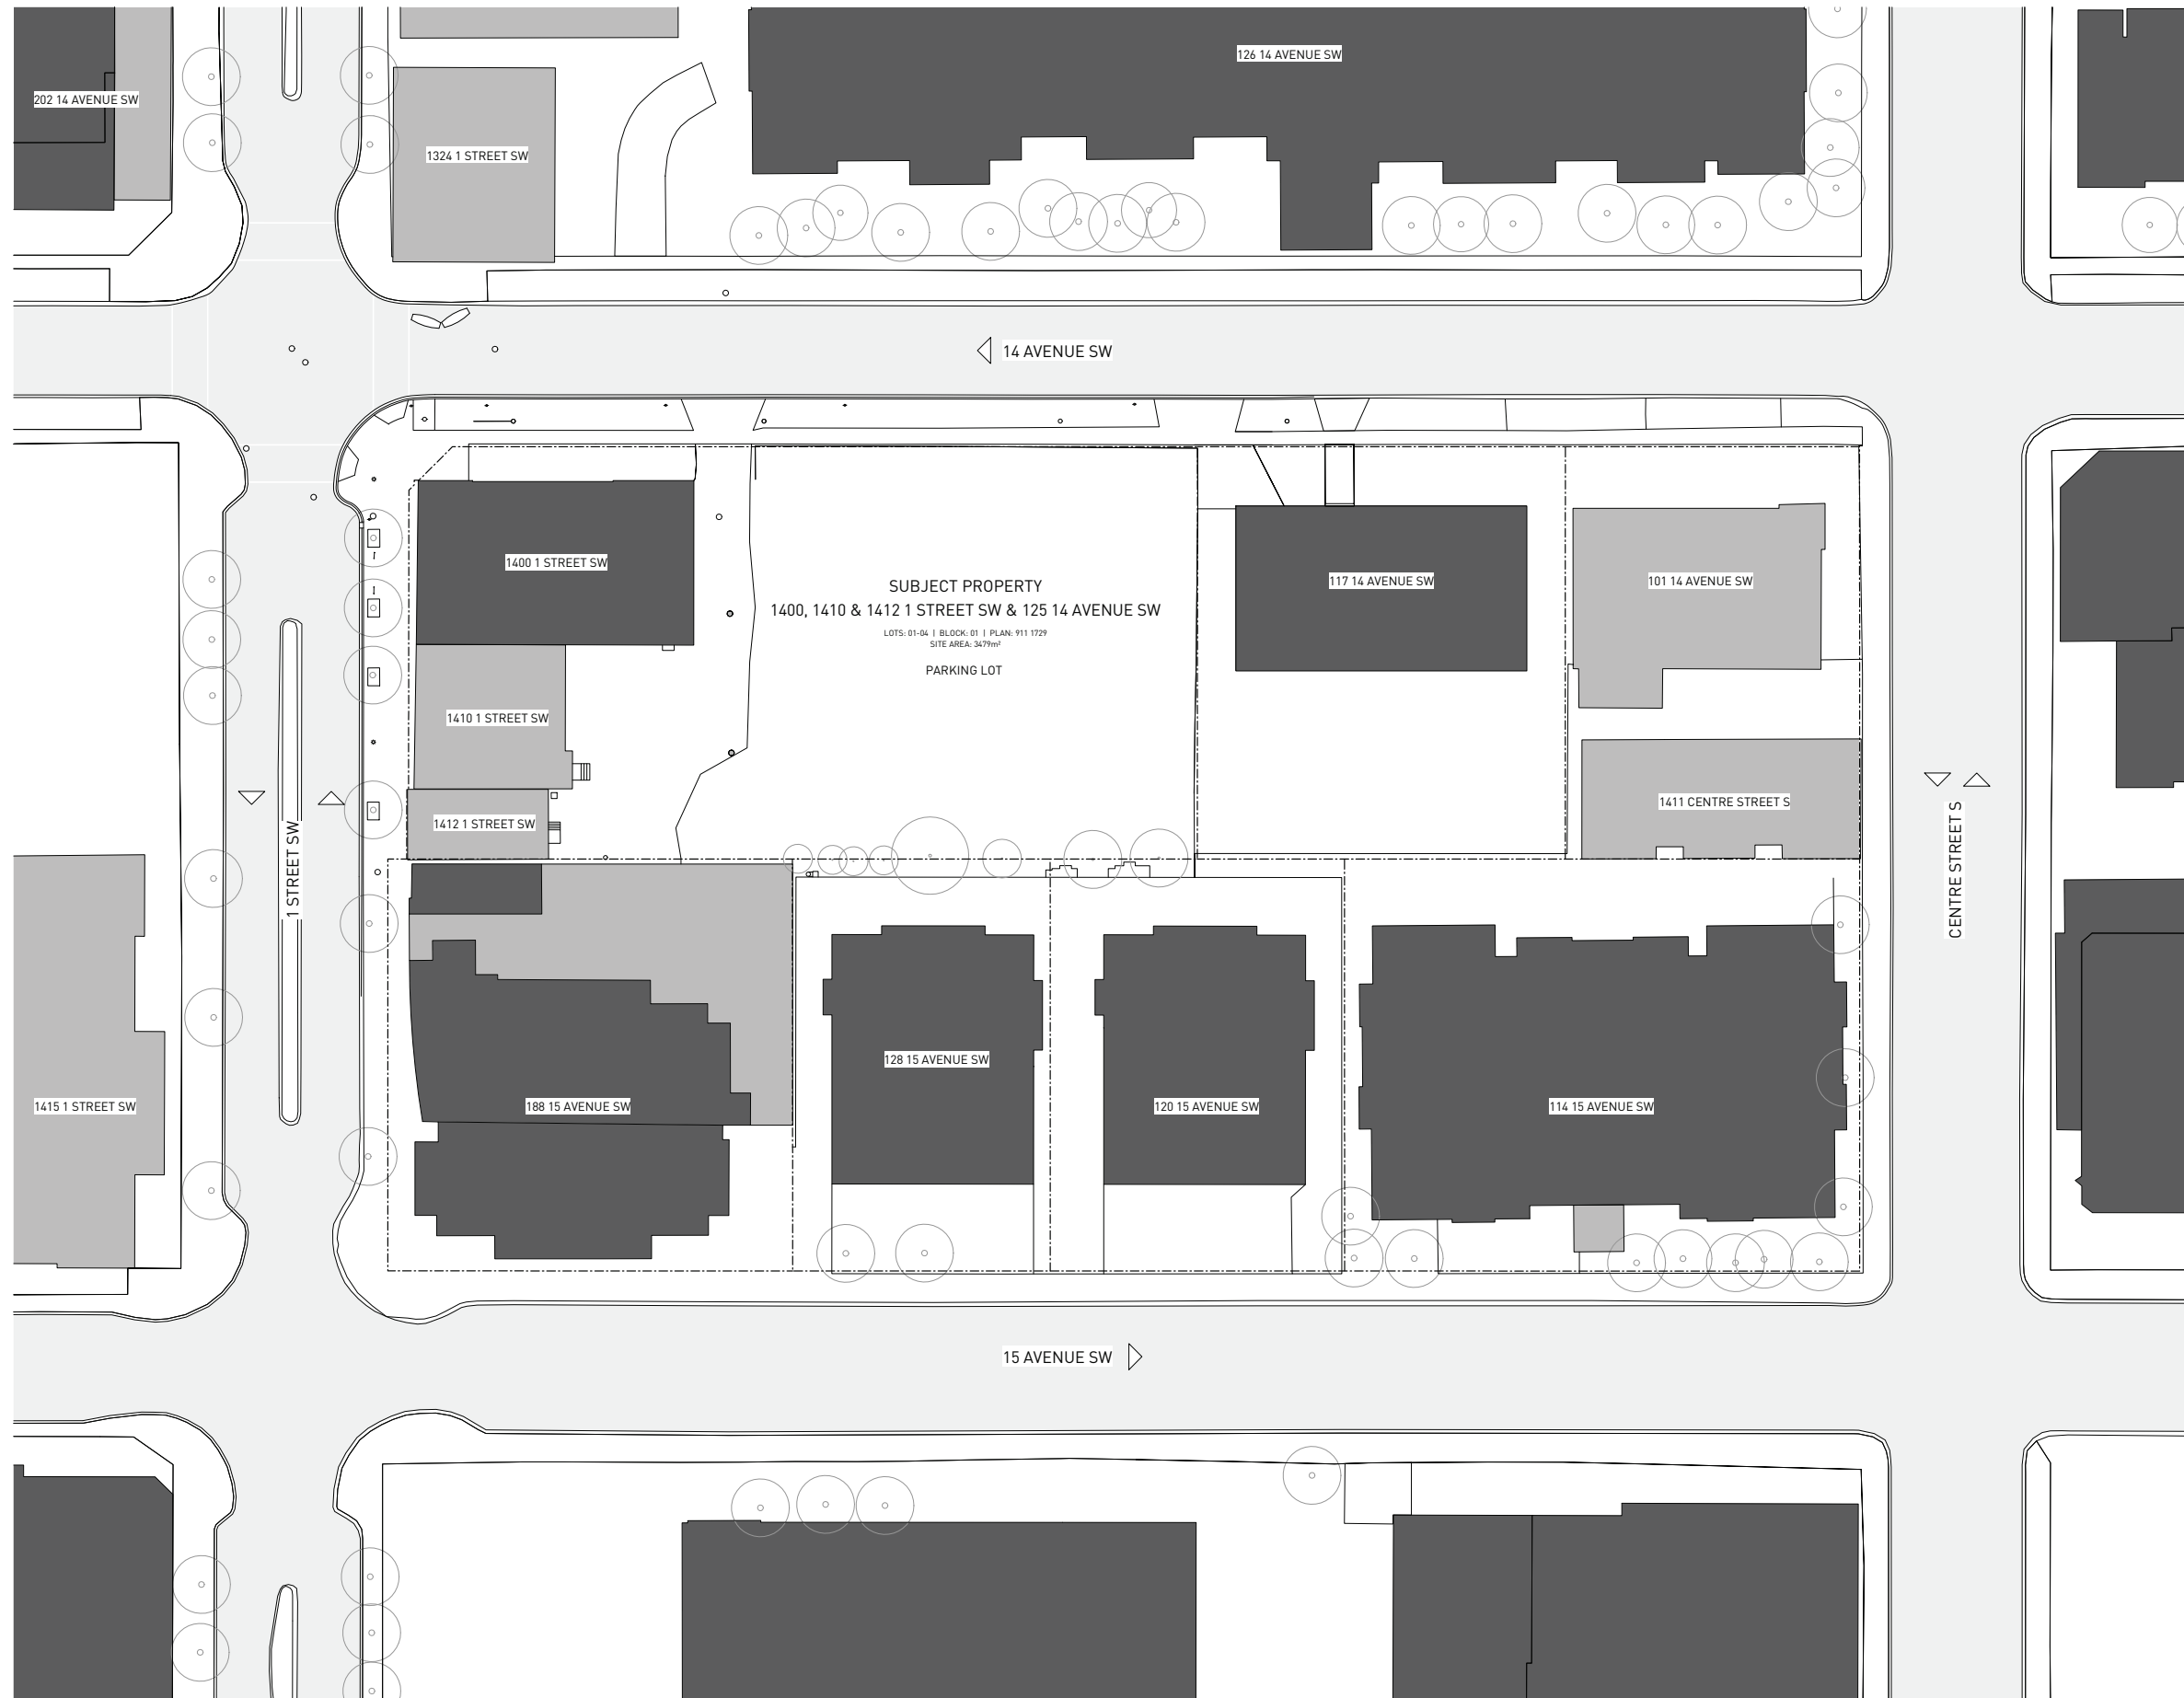 126 14 AVENUE SW
202 14 AVENUE SW
1324 1 STREET SW
14 AVENUE SW
1400 1 STREET SW
SUBJECT PROPERTY
1400, 1410 & 1412 1 STREET SW & 125 14 AVENUE SW
LOTS: 01-04 | BLOCK: 01 | PLAN: 911 1729
SITE AREA: 3479m²
PARKING LOT
117 14 AVENUE SW
101 14 AVENUE SW
1410 1 STREET SW
1412 1 STREET SW
1411 CENTRE STREET S
1 STREET SW
CENTRE STREET S
128 15 AVENUE SW
1415 1 STREET SW
188 15 AVENUE SW
120 15 AVENUE SW
114 15 AVENUE SW
15 AVENUE SW